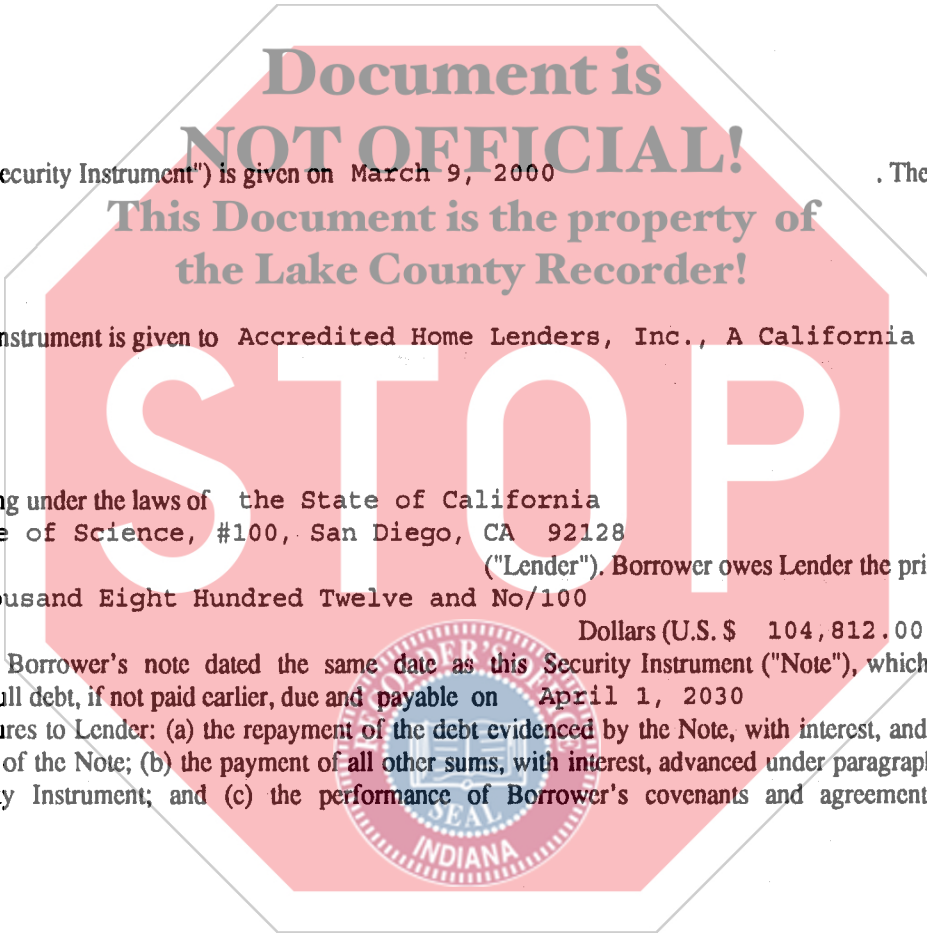 Document is
NOT OFFICIAL!
ecurity Instrument") is given on March 9, 2000 . The
This Document is the property of
the Lake County Recorder!
nstrument is given to Accredited Home Lenders, Inc., A California
STOP
g under the laws of the State of California
e of Science, #100, San Diego, CA 92128
("Lender"). Borrower owes Lender the pri
ousand Eight Hundred Twelve and No/100
Dollars (U.S. $ 104,812.00
Borrower's note dated the same date as this Security Instrument ("Note"), which
ull debt, if not paid earlier, due and payable on April 1, 2030
ures to Lender: (a) the repayment of the debt evidenced by the Note, with interest, and
of the Note; (b) the payment of all other sums, with interest, advanced under paragrap
y Instrument; and (c) the performance of Borrower's covenants and agreement
RECORDER'S OFFICE
SEAL
INDIANA